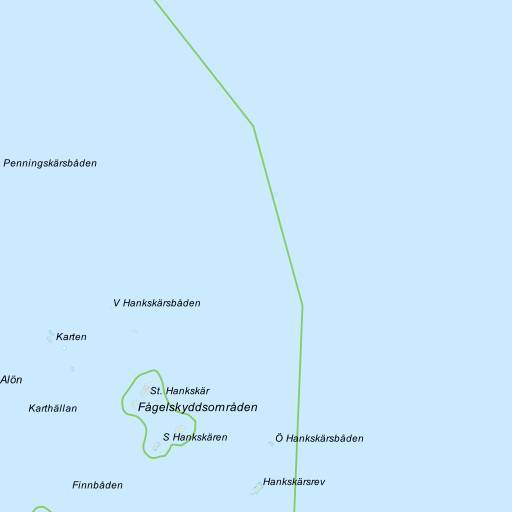 Penningskärsbåden
V Hankskärsbåden
Karten
Alön
St. Hankskär
Karthällan
Fågelskyddsområden
S Hankskären
Ö Hankskärsbåden
Hankskärsrev
Finnbåden